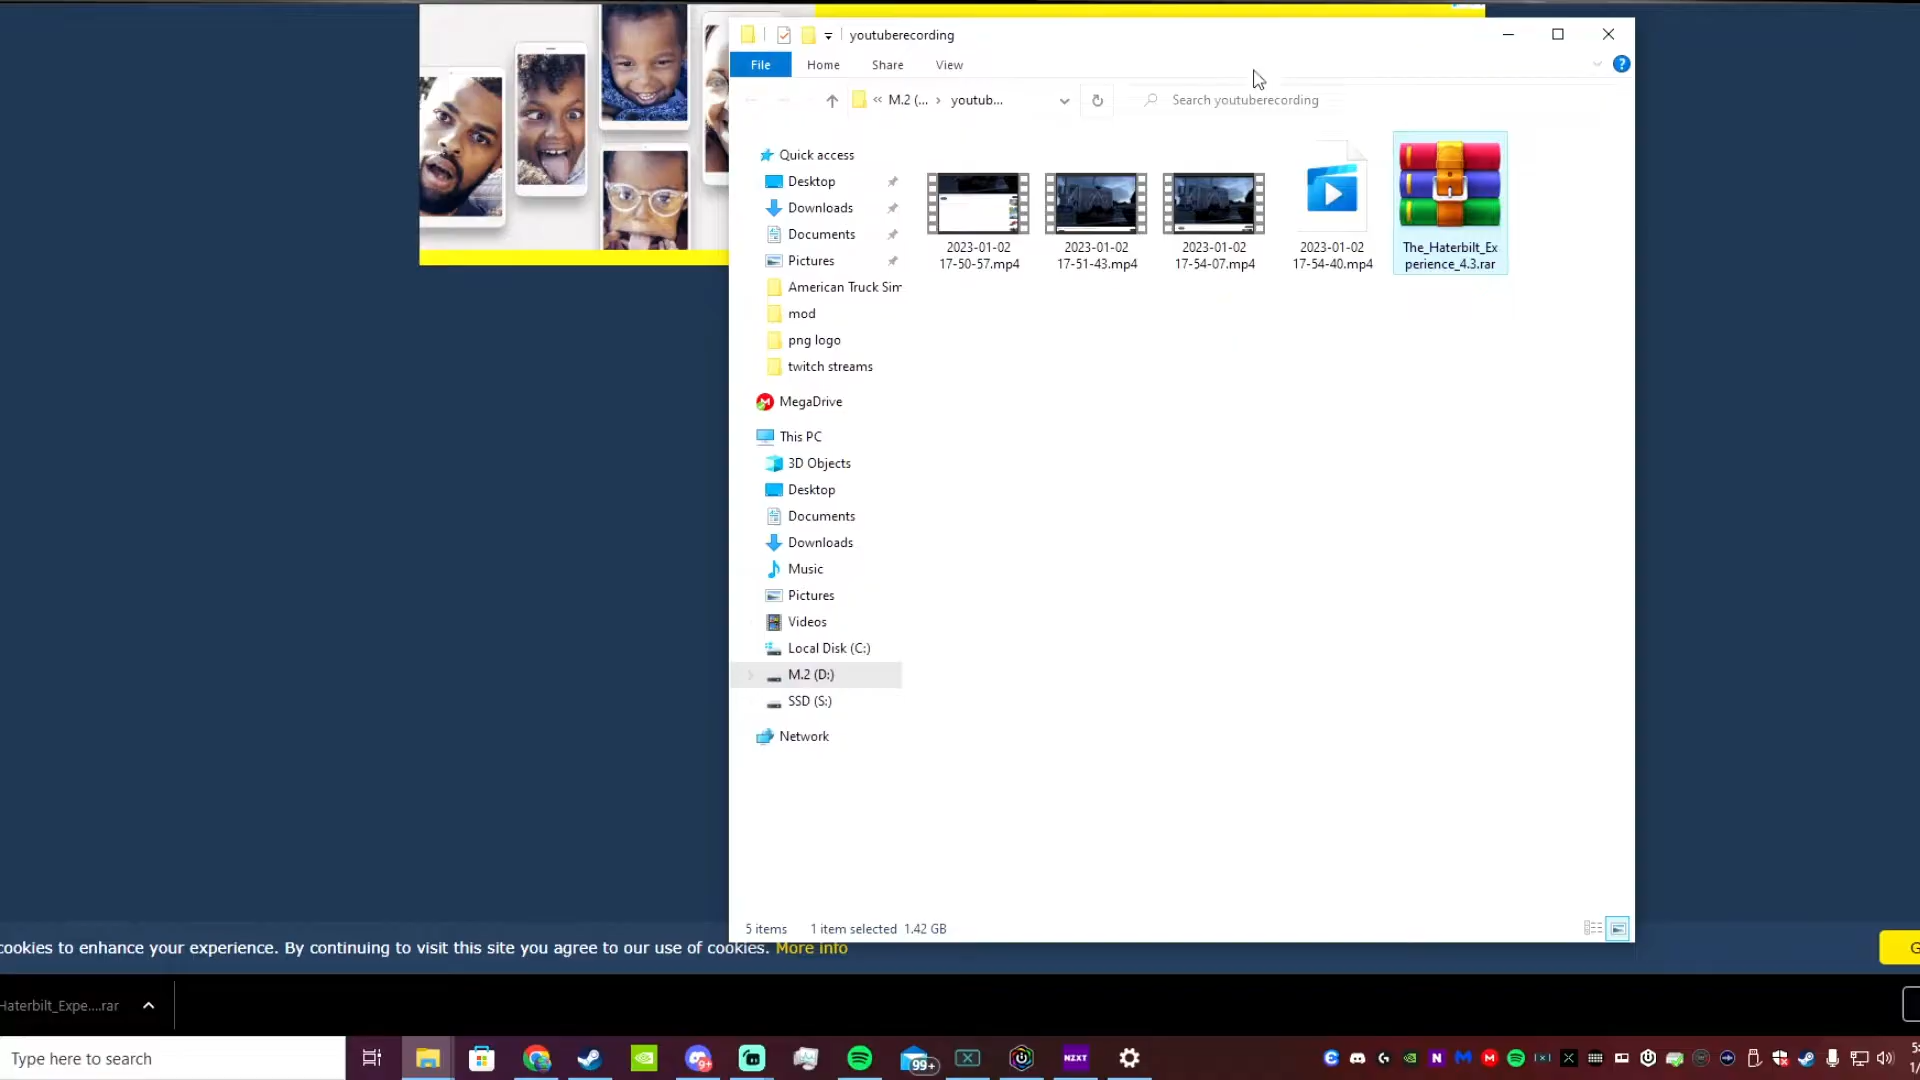 youtuberecording
File
Home
Share
View
?
« M.2 (... › youtub...
Search youtuberecording
Quick access
Desktop
Downloads
Documents
Pictures
American Truck Sim
mod
png logo
twitch streams
MegaDrive
This PC
3D Objects
Desktop
Documents
Downloads
Music
Pictures
Videos
Local Disk (C:)
M.2 (D:)
SSD (S:)
Network
2023-01-02
17-50-57.mp4
2023-01-02
17-51-43.mp4
2023-01-02
17-54-07.mp4
2023-01-02
17-54-40.mp4
The_Haterbilt_Ex
perience_4.3.rar
5 items
1 item selected 1.42 GB
cookies to enhance your experience. By continuing to visit this site you agree to our use of cookies. More info
G
Haterbilt_Expe....rar
Type here to search
9+
99+
NZXT